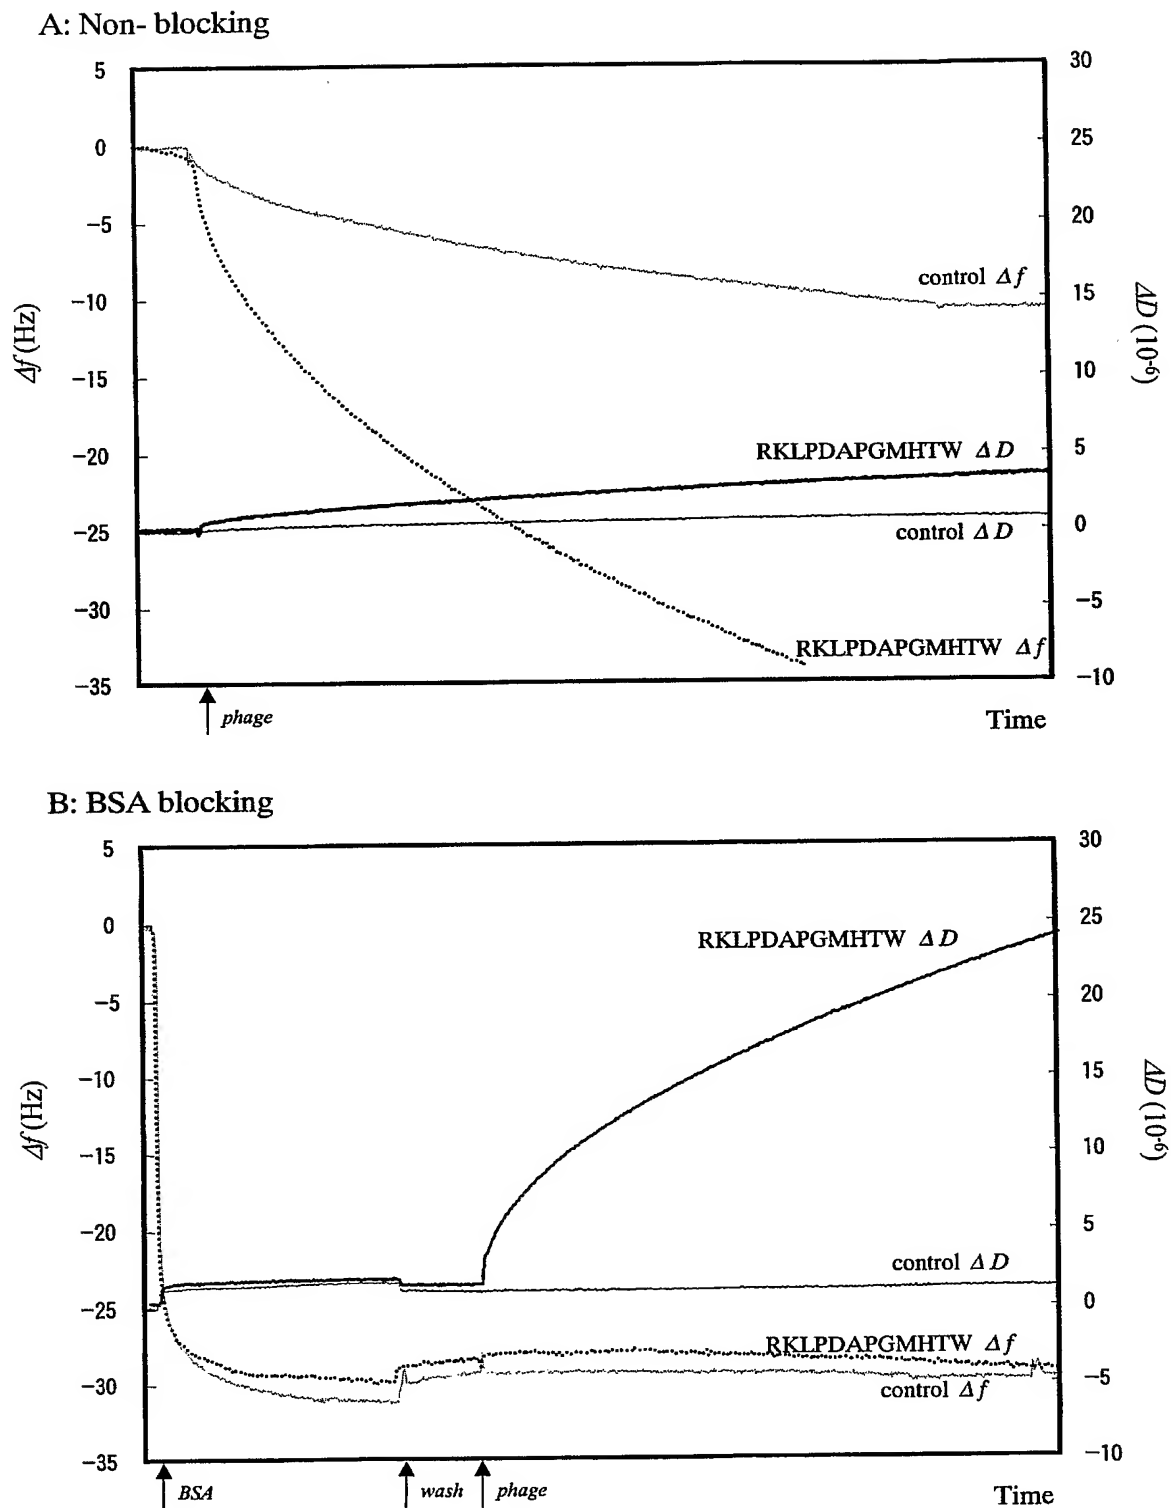 A: Non- blocking
5
0
−5
−10
−15
−20
−25
−30
−35
Δf (Hz)
30
25
20
15
10
5
0
−5
−10
ΔD (10-6)
control Δf
RKLPDAPGMHTW ΔD
control ΔD
RKLPDAPGMHTW Δf
phage
Time
B: BSA blocking
5
0
−5
−10
−15
−20
−25
−30
−35
Δf (Hz)
30
25
20
15
10
5
0
−5
−10
ΔD (10-6)
RKLPDAPGMHTW ΔD
control ΔD
RKLPDAPGMHTW Δf
control Δf
BSA
wash
phage
Time